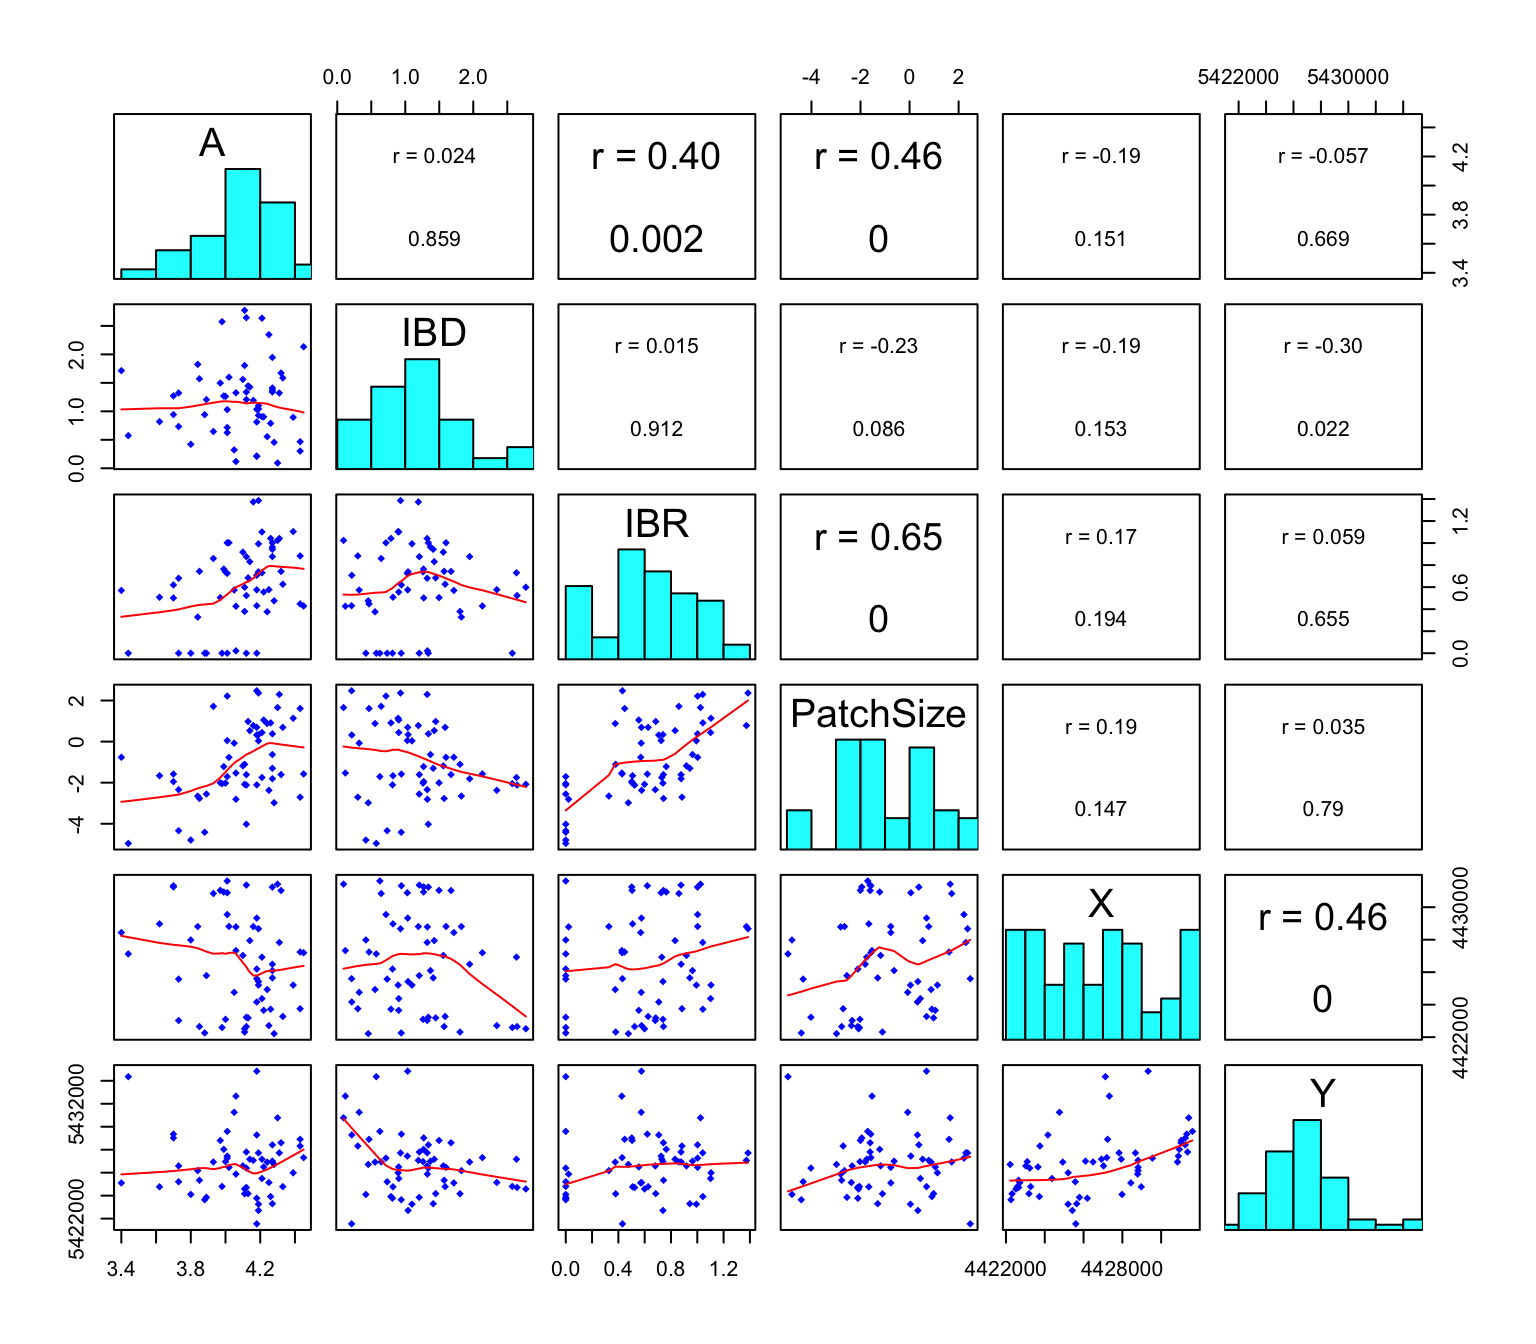 0.0 1.0 2.0 -4 -2 0 2 5422000 5430000
A r = 0.024 r = 0.40 r = 0.46 r = -0.19 r = -0.057
0.859 0.002 0 0.151 0.669
3.4 3.8 4.2
IBD r = 0.015 r = -0.23 r = -0.19 r = -0.30
0.912 0.086 0.153 0.022
0.0 1.0 2.0
IBR r = 0.65 r = 0.17 r = 0.059
0 0.194 0.655
0.0 0.6 1.2
PatchSize r = 0.19 r = 0.035
0.147 0.79
-4 -2 0 2
X r = 0.46
0
4422000 4430000
Y
5422000 5432000
3.4 3.8 4.2 0.0 0.4 0.8 1.2 4422000 4428000